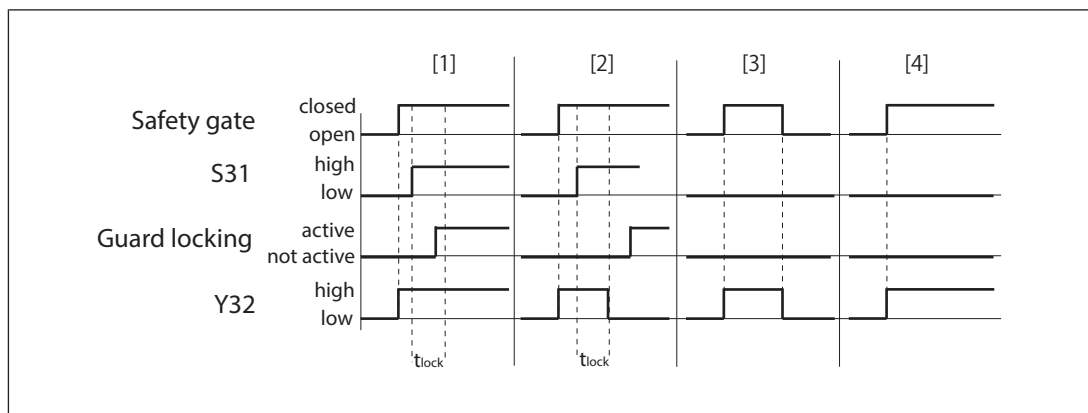 [1] [2] [3] [4]
Safety gate
closed
open
S31
high
low
Guard locking
active
not active
Y32
high
low
tlock tlock